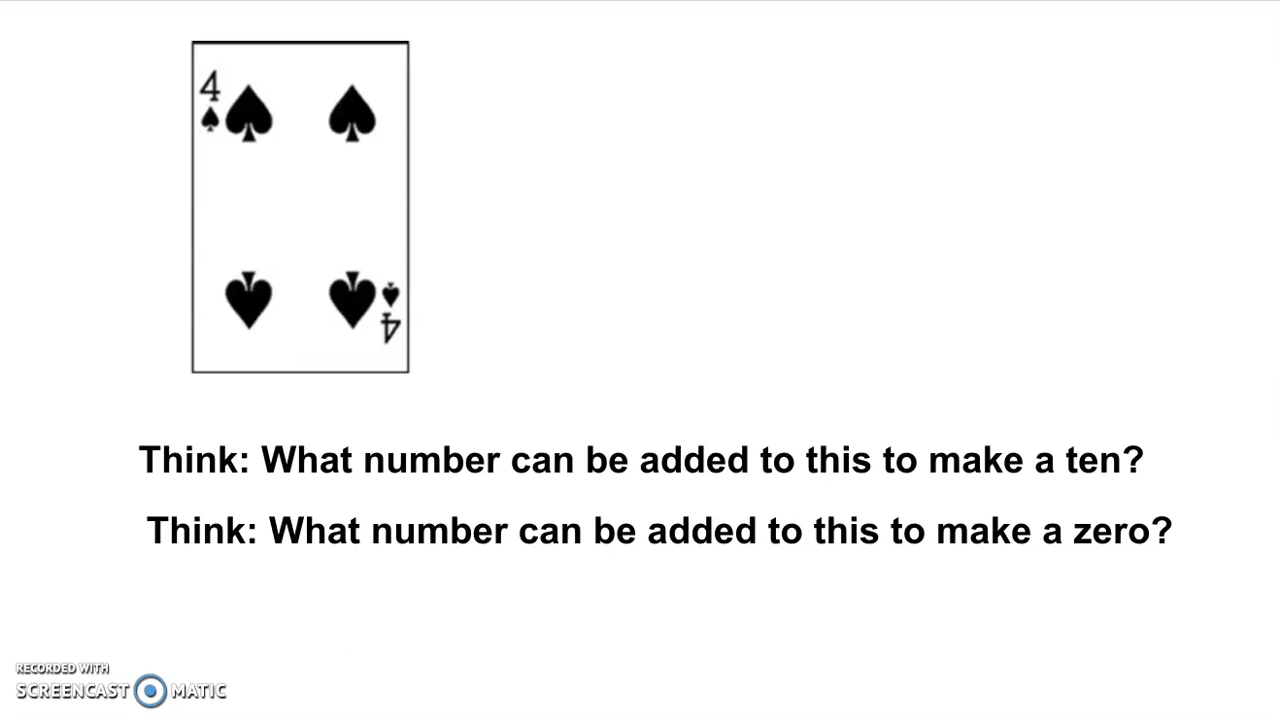 4
4
Think: What number can be added to this to make a ten?
Think: What number can be added to this to make a zero?
RECORDED WITH
SCREENCAST MATIC